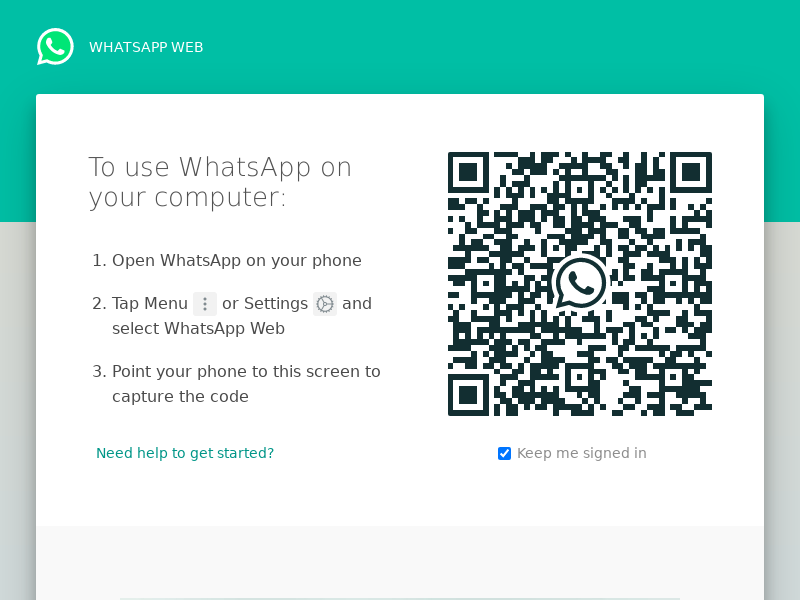 WHATSAPP WEB
To use WhatsApp on
your computer:
1. Open WhatsApp on your phone
2. Tap Menu or Settings and
select WhatsApp Web
3. Point your phone to this screen to
capture the code
Need help to get started?
Keep me signed in